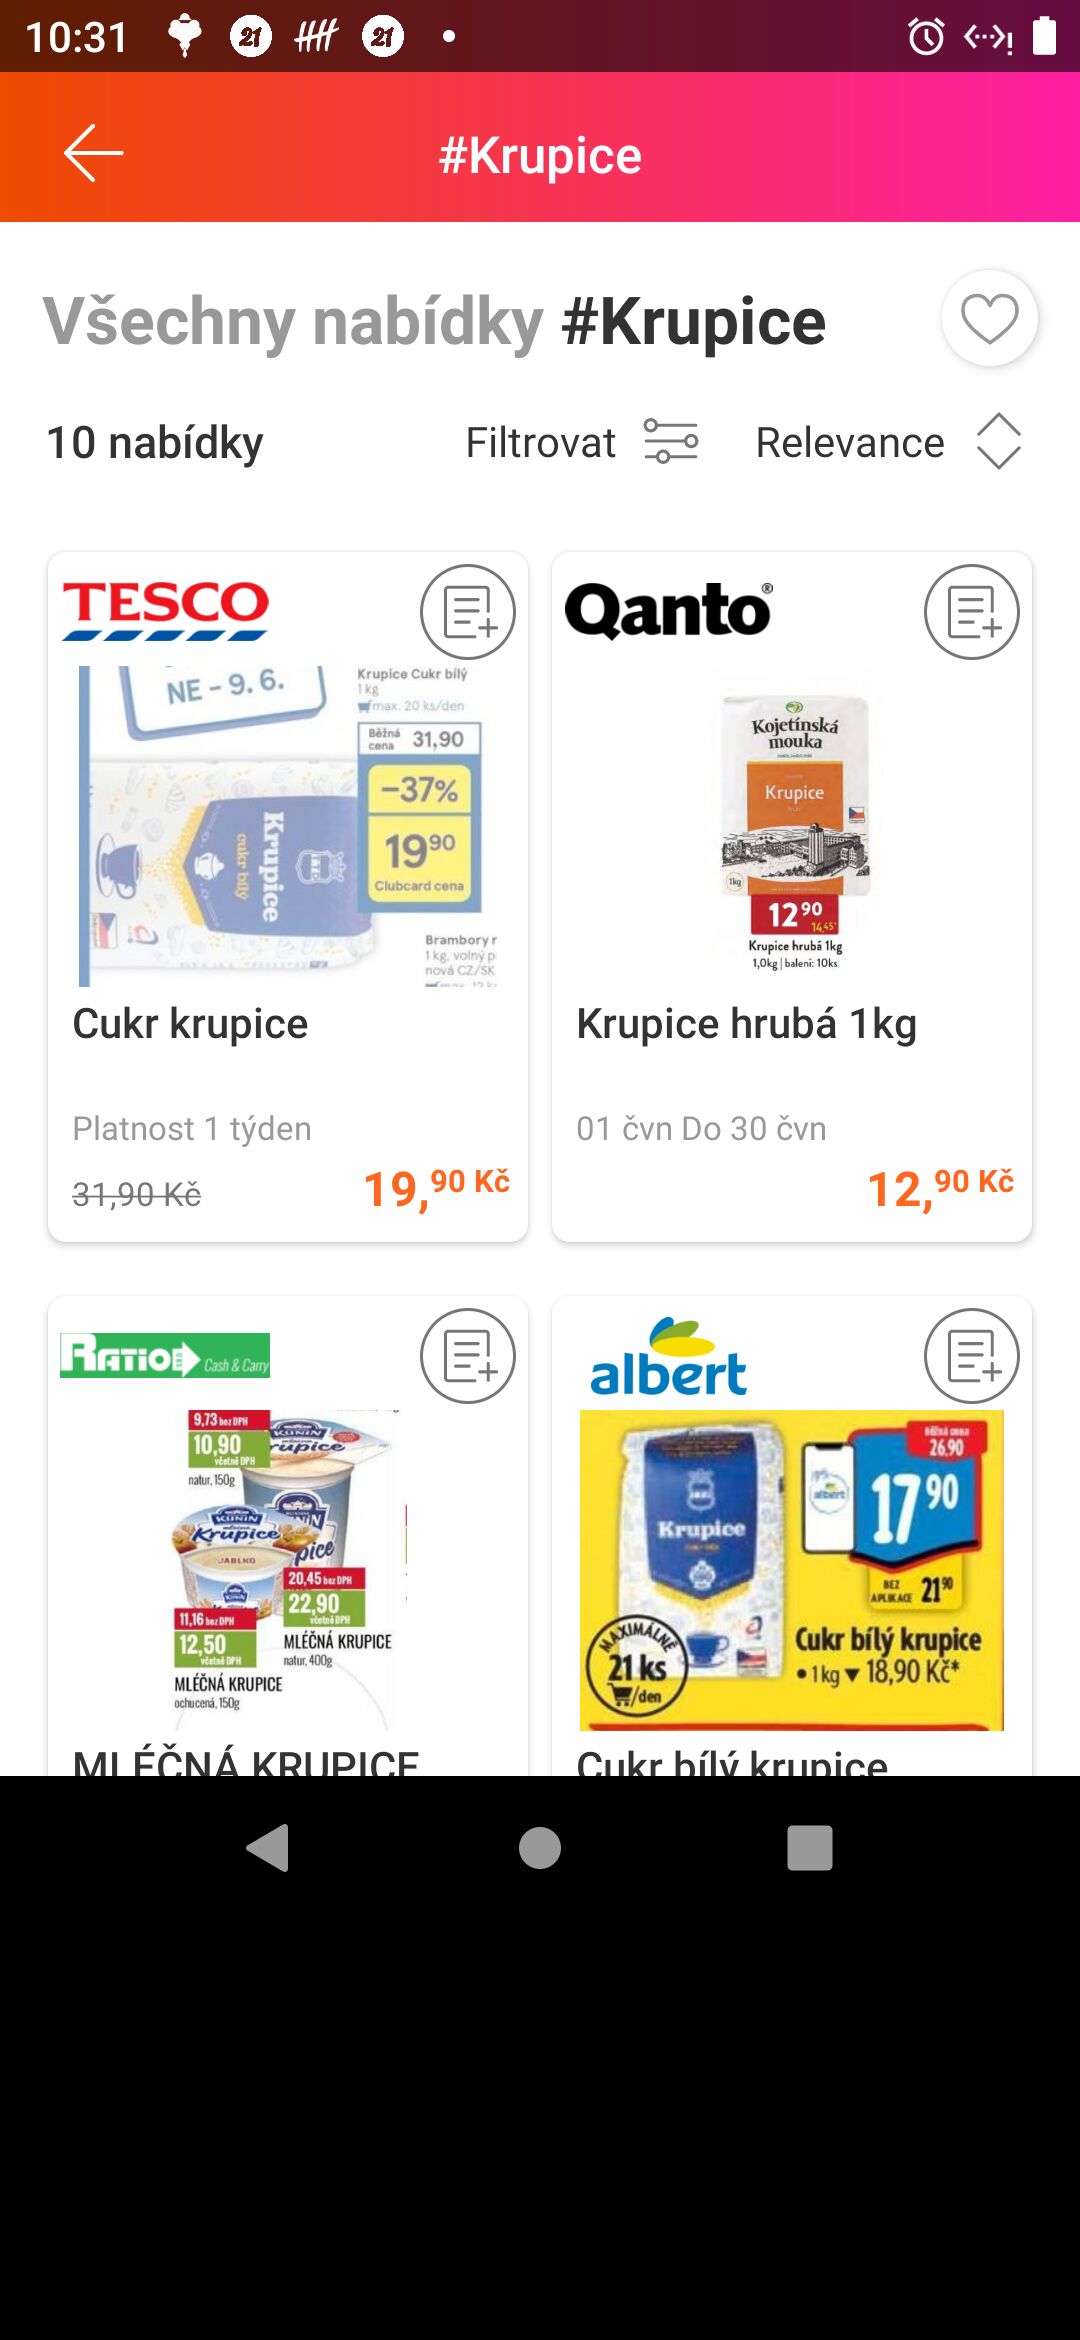 10:31
21
21
#Krupice
Všechny nabídky #Krupice
10 nabídky
Filtrovat
Relevance
TESCO
NE - 9. 6.
Krupice Cukr bílý
1 kg
max. 20 ks/den
Běžná cena 31,90
-37%
19 90
Clubcard cena
Krupice
cukr bílý
Brambory r
1 kg, volný p
nová CZ/SK
Cukr krupice
Platnost 1 týden
31,90 Kč
19,90 Kč
Qanto®
Kojetínská
mouka
Krupice
1kg
12 90
14,45*
Krupice hrubá 1kg
1,0kg | balení: 10ks
Krupice hrubá 1kg
01 čvn Do 30 čvn
12,90 Kč
RATIO Cash & Carry
9,73 bez DPH
10,90
včetně DPH
natur, 150g
KUNÍN
rupice
KUNÍN
Krupice
JABLKO
pice
20,45 bez DPH
22,90
včetně DPH
11,16 bez DPH
12,50
včetně DPH
MLÉČNÁ KRUPICE
natur, 400g
MLÉČNÁ KRUPICE
ochucená, 150g
MLÉČNÁ KRUPICE
albert
Běžná cena
26,90
albert
17 90
BEZ
APLIKACE 21 90
Krupice
MAXIMÁLNĚ
21 ks
/den
Cukr bílý krupice
• 1 kg ▼ 18,90 Kč*
Cukr bílý krupice